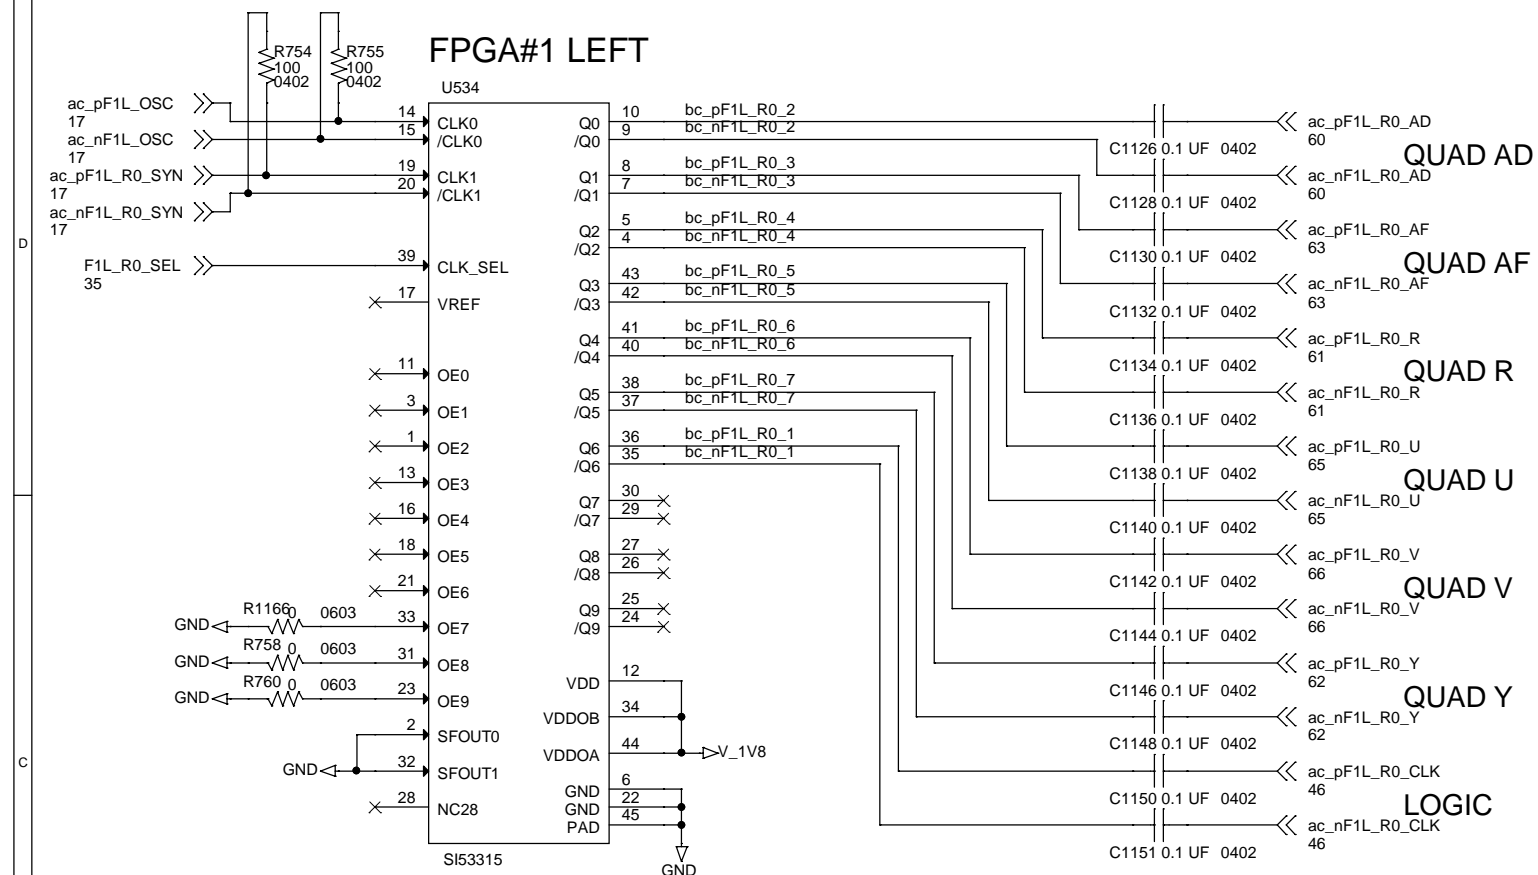 FPGA#1 LEFT
R754
100
0402
R755
100
0402
U534
ac_pF1L_OSC
17
ac_nF1L_OSC
17
ac_pF1L_R0_SYN
17
ac_nF1L_R0_SYN
17
F1L_R0_SEL
35
14 CLK0
15 /CLK0
19 CLK1
20 /CLK1
39 CLK_SEL
17 VREF
11 OE0
3 OE1
1 OE2
13 OE3
16 OE4
18 OE5
21 OE6
GND R1166 0 0603 33 OE7
GND R758 0 0603 31 OE8
GND R760 0 0603 23 OE9
2 SFOUT0
GND 32 SFOUT1
28 NC28
SI53315
Q0 10 bc_pF1L_R0_2
/Q0 9 bc_nF1L_R0_2
Q1 8 bc_pF1L_R0_3
/Q1 7 bc_nF1L_R0_3
Q2 5 bc_pF1L_R0_4
/Q2 4 bc_nF1L_R0_4
Q3 43 bc_pF1L_R0_5
/Q3 42 bc_nF1L_R0_5
Q4 41 bc_pF1L_R0_6
/Q4 40 bc_nF1L_R0_6
Q5 38 bc_pF1L_R0_7
/Q5 37 bc_nF1L_R0_7
Q6 36 bc_pF1L_R0_1
/Q6 35 bc_nF1L_R0_1
Q7 30
/Q7 29
Q8 27
/Q8 26
Q9 25
/Q9 24
VDD 12
VDDOB 34
VDDOA 44 V_1V8
GND 6
GND 22
PAD 45
GND
C1126 0.1 UF 0402
C1128 0.1 UF 0402
C1130 0.1 UF 0402
C1132 0.1 UF 0402
C1134 0.1 UF 0402
C1136 0.1 UF 0402
C1138 0.1 UF 0402
C1140 0.1 UF 0402
C1142 0.1 UF 0402
C1144 0.1 UF 0402
C1146 0.1 UF 0402
C1148 0.1 UF 0402
C1150 0.1 UF 0402
C1151 0.1 UF 0402
ac_pF1L_R0_AD
60
QUAD AD
ac_nF1L_R0_AD
60
ac_pF1L_R0_AF
63
QUAD AF
ac_nF1L_R0_AF
63
ac_pF1L_R0_R
61
QUAD R
ac_nF1L_R0_R
61
ac_pF1L_R0_U
65
QUAD U
ac_nF1L_R0_U
65
ac_pF1L_R0_V
66
QUAD V
ac_nF1L_R0_V
66
ac_pF1L_R0_Y
62
QUAD Y
ac_nF1L_R0_Y
62
ac_pF1L_R0_CLK
46
LOGIC
ac_nF1L_R0_CLK
46
D
C